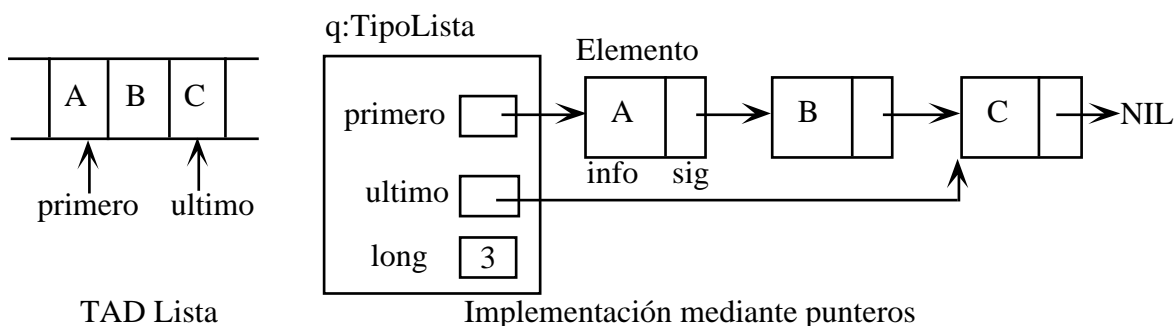 q:TipoLista
Elemento
A B C
primero
A
B
C
NIL
info sig
primero ultimo
ultimo
long 3
TAD Lista
Implementación mediante punteros